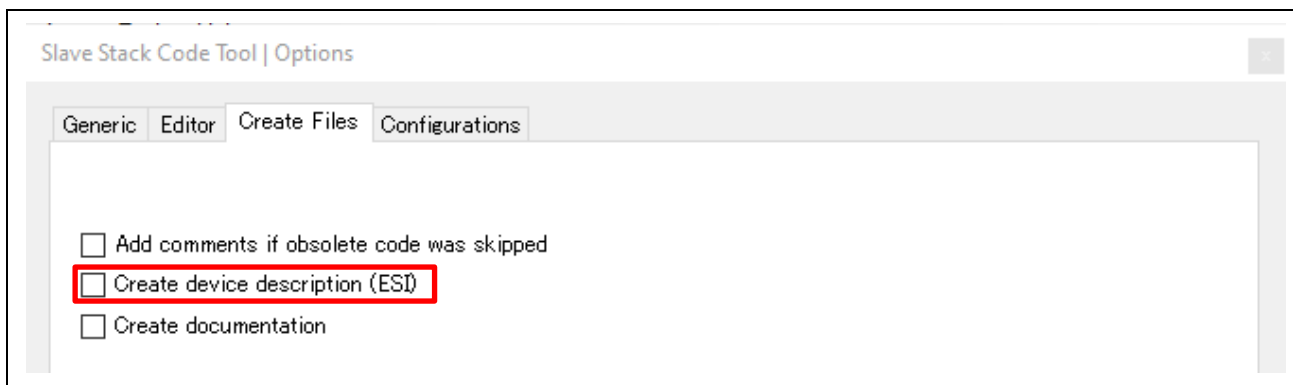 Slave Stack Code Tool | Options
x
Generic Editor Create Files Configurations
Add comments if obsolete code was skipped
Create device description (ESI)
Create documentation